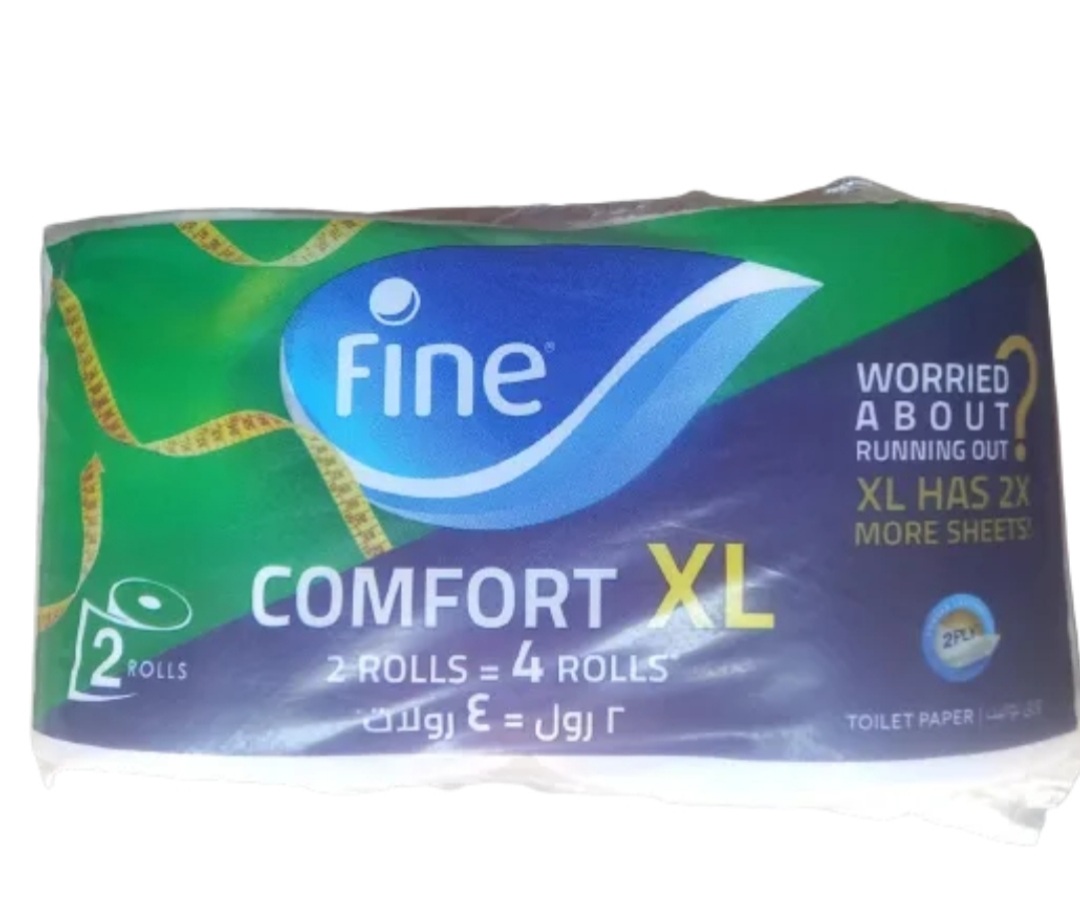 fine®
WORRIED
ABOUT
RUNNING OUT?
XL HAS 2X
MORE SHEETS!
COMFORT XL
2 ROLLS = 4 ROLLS
٢ رول = ٤ رولات
2 ROLLS
2PLY
TOILET PAPER |